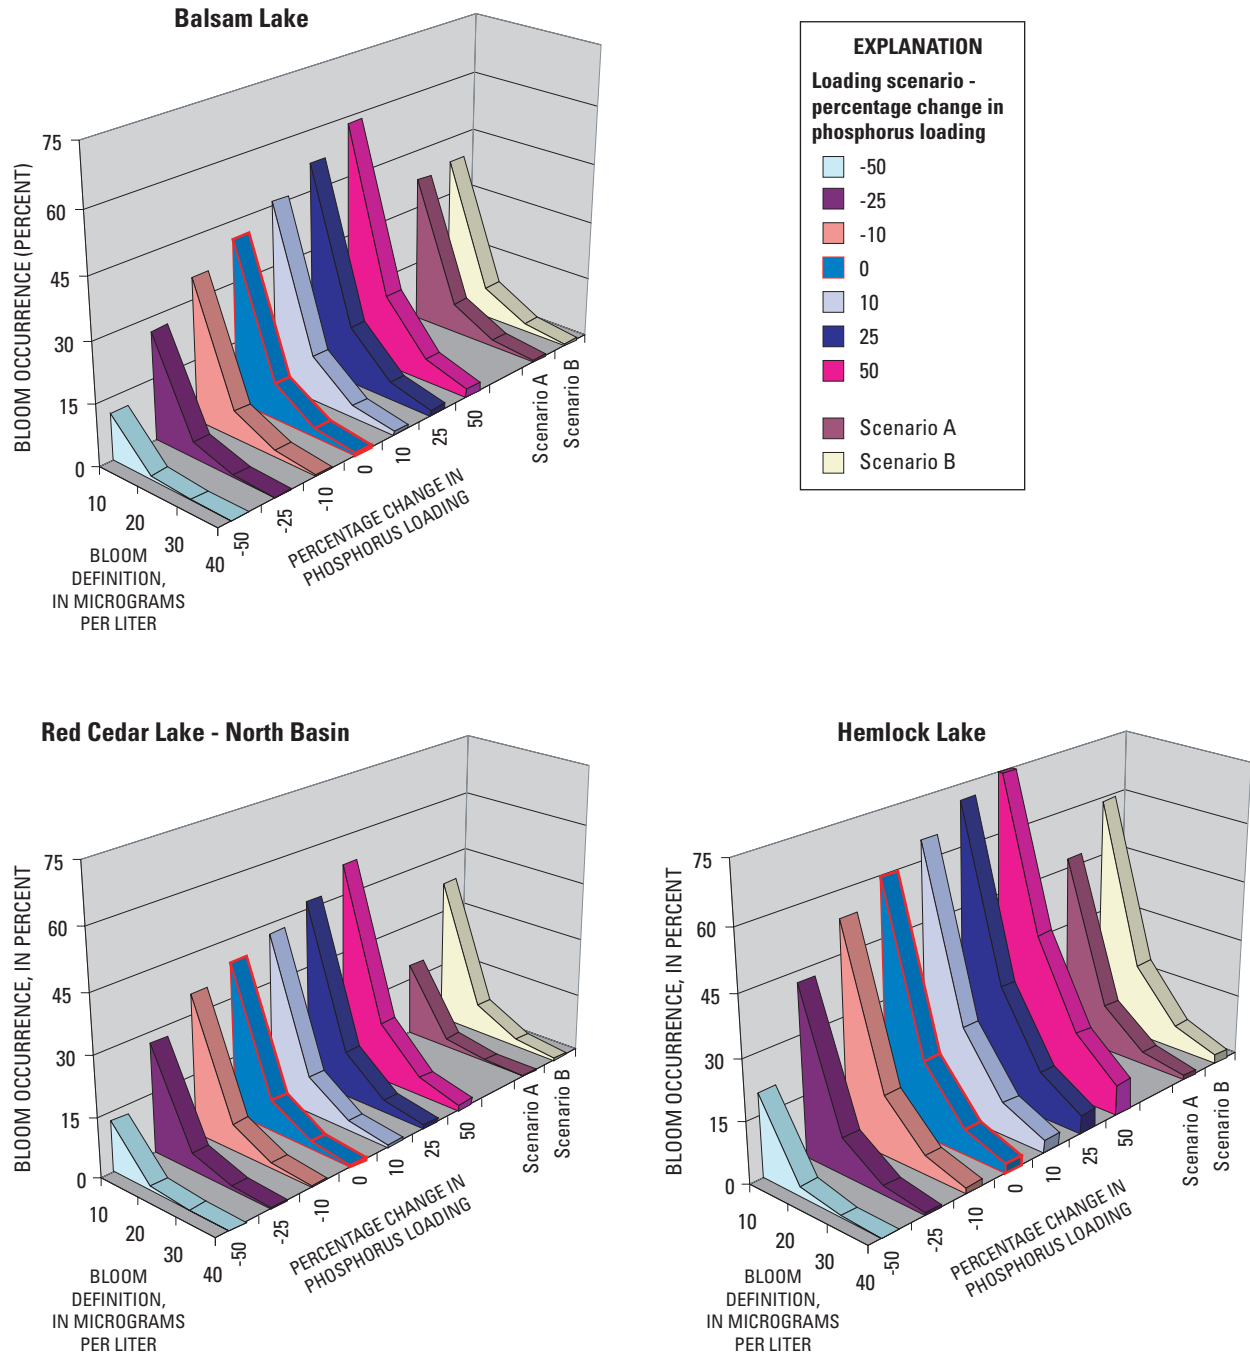 Balsam Lake
BLOOM OCCURRENCE (PERCENT)
75
60
45
30
15
0
10
20
30
40
BLOOM
DEFINITION,
IN MICROGRAMS
PER LITER
-50
-25
-10
0
10
25
50
Scenario A
Scenario B
PERCENTAGE CHANGE IN
PHOSPHORUS LOADING
EXPLANATION
Loading scenario -
percentage change in
phosphorus loading
-50
-25
-10
0
10
25
50
Scenario A
Scenario B
Red Cedar Lake - North Basin
BLOOM OCCURRENCE, IN PERCENT
75
60
45
30
15
0
10
20
30
40
BLOOM
DEFINITION,
IN MICROGRAMS
PER LITER
-50
-25
-10
0
10
25
50
Scenario A
Scenario B
PERCENTAGE CHANGE IN
PHOSPHORUS LOADING
Hemlock Lake
BLOOM OCCURRENCE, IN PERCENT
75
60
45
30
15
0
10
20
30
40
BLOOM
DEFINITION,
IN MICROGRAMS
PER LITER
-50
-25
-10
0
10
25
50
Scenario A
Scenario B
PERCENTAGE CHANGE IN
PHOSPHORUS LOADING